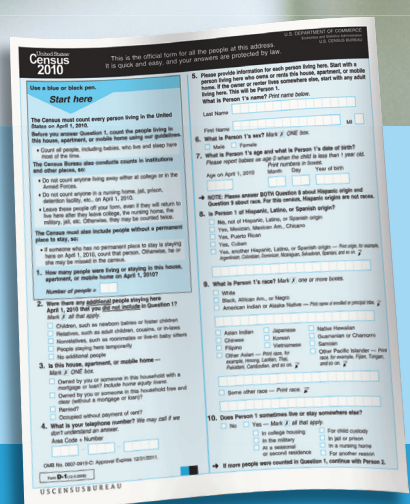 U.S. DEPARTMENT OF COMMERCE
Economics and Statistics Administration
U.S. CENSUS BUREAU
United States
Census
2010
This is the official form for all the people at this address.
It is quick and easy, and your answers are protected by law.
Use a blue or black pen.
Start here
The Census must count every person living in the United
States on April 1, 2010.
Before you answer Question 1, count the people living in
this house, apartment, or mobile home using our guidelines.
• Count all people, including babies, who live and sleep here
most of the time.
The Census Bureau also conducts counts in institutions
and other places, so:
• Do not count anyone living away either at college or in the
Armed Forces.
• Do not count anyone in a nursing home, jail, prison,
detention facility, etc., on April 1, 2010.
• Leave these people off your form, even if they will return to
live here after they leave college, the nursing home, the
military, jail, etc. Otherwise, they may be counted twice.
The Census must also include people without a permanent
place to stay, so:
• If someone who has no permanent place to stay is staying
here on April 1, 2010, count that person. Otherwise, he or
she may be missed in the census.
1. How many people were living or staying in this house,
apartment, or mobile home on April 1, 2010?
Number of people =
2. Were there any additional people staying here
April 1, 2010 that you did not include in Question 1?
Mark X all that apply.
Children, such as newborn babies or foster children
Relatives, such as adult children, cousins, or in-laws
Nonrelatives, such as roommates or live-in baby sitters
People staying here temporarily
No additional people
3. Is this house, apartment, or mobile home —
Mark X ONE box.
Owned by you or someone in this household with a
mortgage or loan? Include home equity loans.
Owned by you or someone in this household free and
clear (without a mortgage or loan)?
Rented?
Occupied without payment of rent?
4. What is your telephone number? We may call if we
don't understand an answer.
Area Code + Number
OMB No. 0607-0919-C: Approval Expires 12/31/2011.
Form D-1
USCENSUSBUREAU
5. Please provide information for each person living here. Start with a
person living here who owns or rents this house, apartment, or mobile
home. If the owner or renter lives somewhere else, start with any adult
living here. This will be Person 1.
What is Person 1's name? Print name below.
Last Name
First Name
MI
6. What is Person 1's sex? Mark X ONE box.
Male Female
7. What is Person 1's age and what is Person 1's date of birth?
Please report babies as age 0 when the child is less than 1 year old.
Print numbers in boxes.
Age on April 1, 2010 Month Day Year of birth
➔ NOTE: Please answer BOTH Question 8 about Hispanic origin and
Question 9 about race. For this census, Hispanic origins are not races.
8. Is Person 1 of Hispanic, Latino, or Spanish origin?
No, not of Hispanic, Latino, or Spanish origin
Yes, Mexican, Mexican Am., Chicano
Yes, Puerto Rican
Yes, Cuban
Yes, another Hispanic, Latino, or Spanish origin — Print origin, for example,
Argentinean, Colombian, Dominican, Nicaraguan, Salvadoran, Spaniard, and so on.
9. What is Person 1's race? Mark X one or more boxes.
White
Black, African Am., or Negro
American Indian or Alaska Native — Print name of enrolled or principal tribe.
Asian Indian Japanese Native Hawaiian
Chinese Korean Guamanian or Chamorro
Filipino Vietnamese Samoan
Other Asian — Print race, for
example, Hmong, Laotian, Thai,
Pakistani, Cambodian, and so on.
Other Pacific Islander — Print
race, for example, Fijian, Tongan,
and so on.
Some other race — Print race.
10. Does Person 1 sometimes live or stay somewhere else?
No Yes — Mark X all that apply.
In college housing For child custody
In the military In jail or prison
At a seasonal In a nursing home
or second residence For another reason
➔ If more people were counted in Question 1, continue with Person 2.